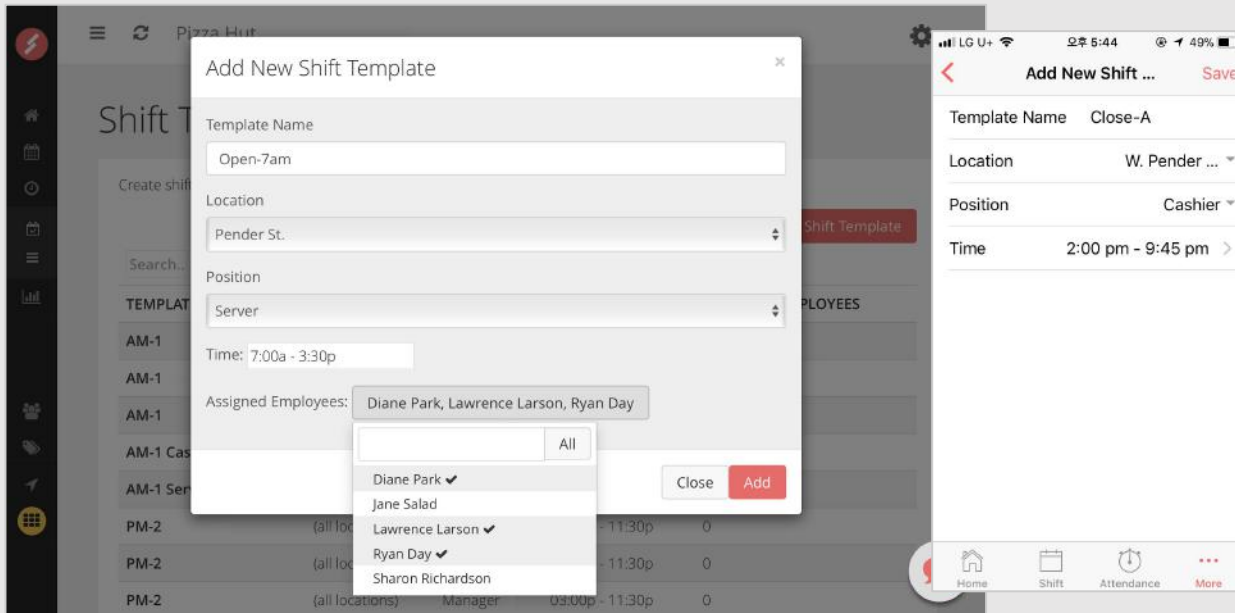 Pizza Hut
Add New Shift Template
×
Shift T
Template Name
Open-7am
Create shift
Location
Pender St.
Shift Template
Search..
Position
TEMPLAT
PLOYEES
Server
AM-1
Time: 7:00a - 3:30p
AM-1
AM-1
Assigned Employees: Diane Park, Lawrence Larson, Ryan Day
All
AM-1 Cas
Diane Park ✔
AM-1 Ser
Close
Add
Jane Salad
PM-2 (all loc - 11:30p 0
Lawrence Larson ✔
Ryan Day ✔
PM-2 (all loc - 11:30p 0
Sharon Richardson
PM-2 (all locations) Manager 03:00p - 11:30p 0
LG U+ 오후 5:44 49%
Add New Shift ... Save
Template Name Close-A
Location W. Pender ...
Position Cashier
Time 2:00 pm - 9:45 pm
Home Shift Attendance More